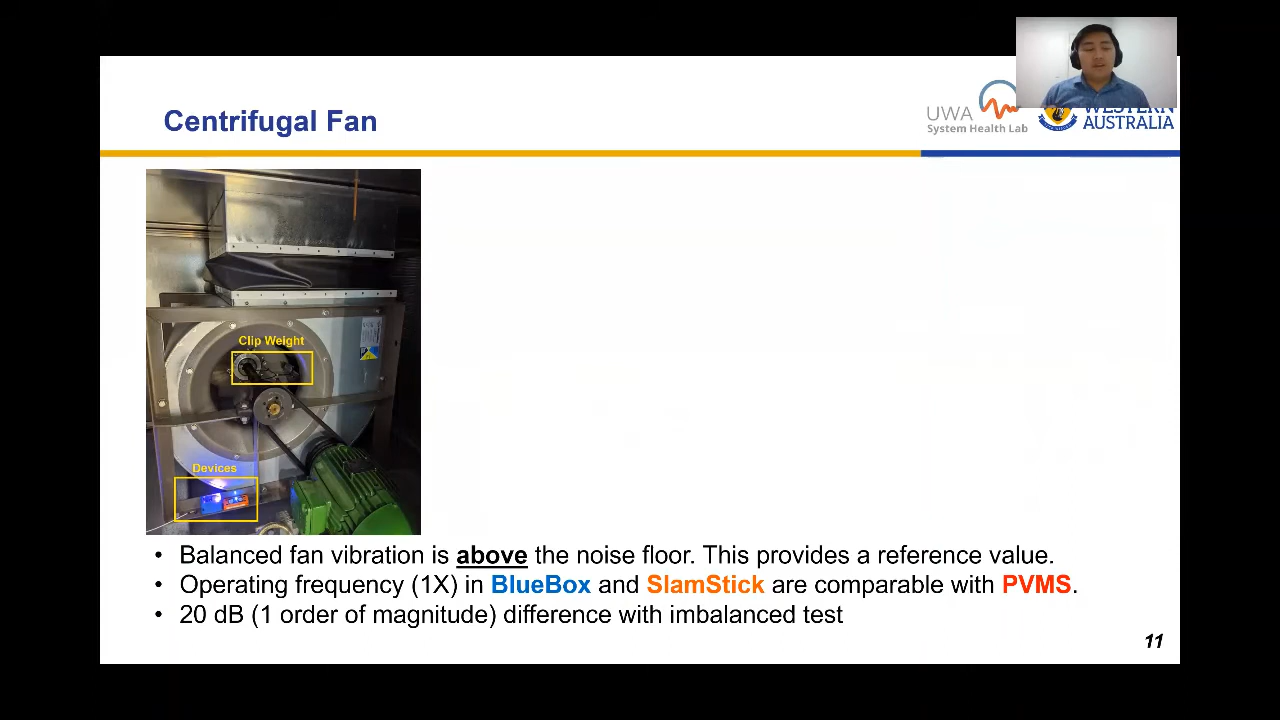 Centrifugal Fan
UWA
System Health Lab
WESTERN
AUSTRALIA
Clip Weight
Devices
• Balanced fan vibration is above the noise floor. This provides a reference value.
• Operating frequency (1X) in BlueBox and SlamStick are comparable with PVMS.
• 20 dB (1 order of magnitude) difference with imbalanced test
11